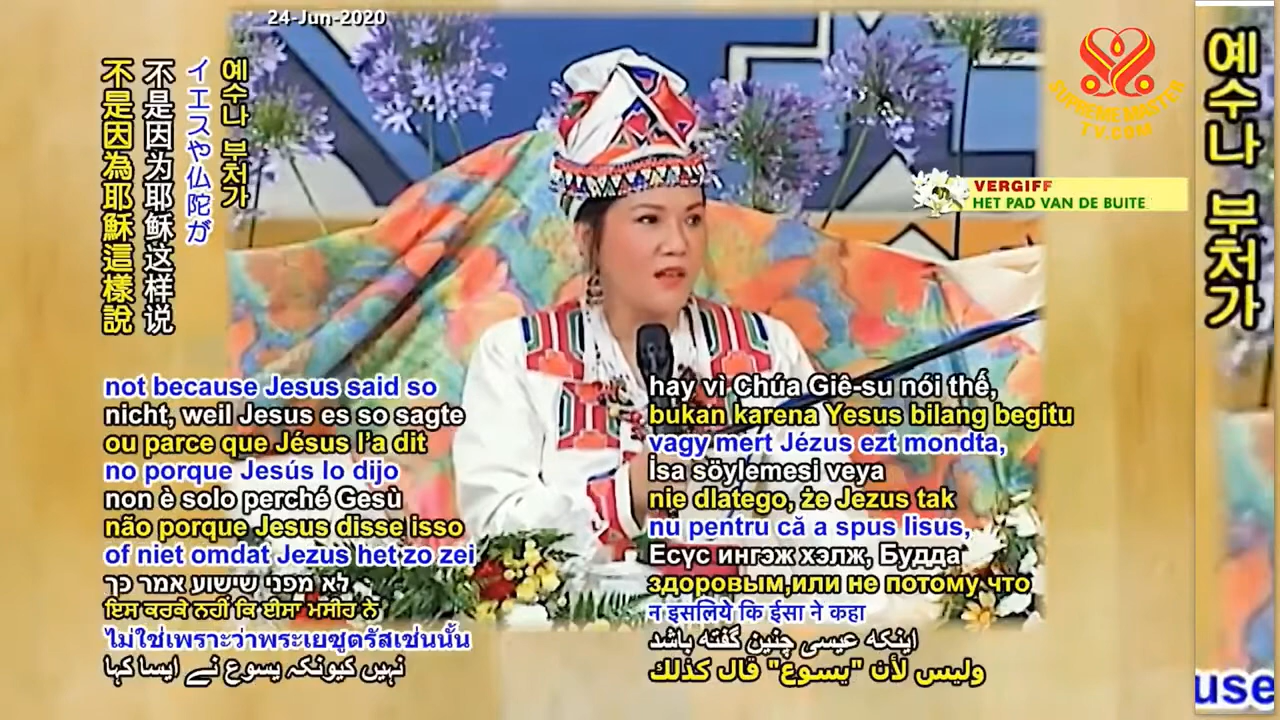 24-Jun-2020
SUPREME MASTER
TV.COM
VERGIFF
HET PAD VAN DE BUITE
예수나 부처가
イエスや仏陀が
不是因为耶稣这样说
不是因為耶穌這樣說
not because Jesus said so
nicht, weil Jesus es so sagte
ou parce que Jésus l'a dit
no porque Jesús lo dijo
non è solo perché Gesù
não porque Jesus disse isso
of niet omdat Jezus het zo zei
לא מפני שישוע אמר כך
ਇਸ ਕਰਕੇ ਨਹੀਂ ਕਿ ਈਸਾ ਮਸੀਹ ਨੇ
ไม่ใช่เพราะว่าพระเยซูตรัสเช่นนั้น
نہیں کیونکہ یسوع نے ایسا کہا
hay vì Chúa Giê-su nói thế,
bukan karena Yesus bilang begitu
vagy mert Jézus ezt mondta,
İsa söylemesi veya
nie dlatego, że Jezus tak
nu pentru că a spus Iisus,
Есүс ингэж хэлж, Будда
здоровым,или не потому,что
न इसलिये कि ईसा ने कहा
اینکه عیسی چنین گفته باشد
وليس لأن "يسوع" قال كذلك
예수나 부처가
use